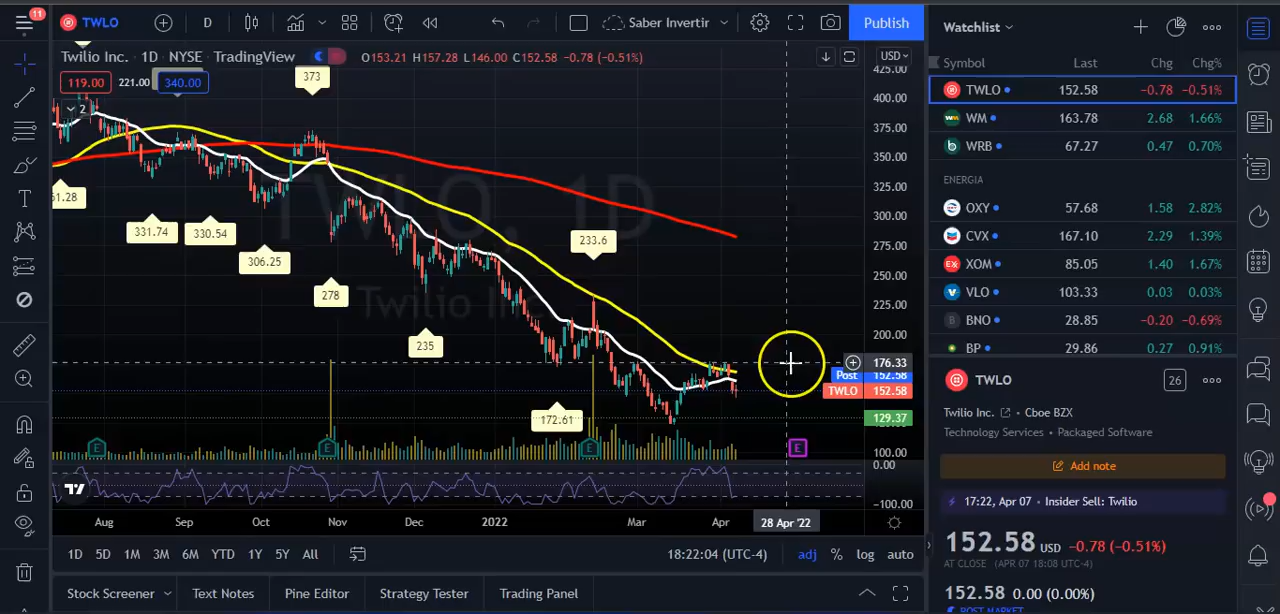 11
TWLO
D
Saber Invertir
Publish
Twilio Inc. · 1D · NYSE · TradingView
O153.21 H157.28 L146.00 C152.58 −0.78 (−0.51%)
USD
119.00 221.00 340.00
2
425.00
400.00
375.00
350.00
325.00
300.00
275.00
250.00
225.00
200.00
176.33
Post 152.58
TWLO 152.58
129.37
100.00
0.00
−100.00
TWLO, 1D
Twilio Inc
373
331.74
330.54
306.25
278
235
233.6
172.61
E
E
E
E
Aug Sep Oct Nov Dec 2022 Mar Apr 28 Apr '22
1D 5D 1M 3M 6M YTD 1Y 5Y All
18:22:04 (UTC-4) adj % log auto
Stock Screener Text Notes Pine Editor Strategy Tester Trading Panel
Watchlist
Symbol Last Chg Chg%
TWLO 152.58 −0.78 −0.51%
WM 163.78 2.68 1.66%
WRB 67.27 0.47 0.70%
ENERGIA
OXY 57.68 1.58 2.82%
CVX 167.10 2.29 1.39%
XOM 85.05 1.40 1.67%
VLO 103.33 0.03 0.03%
BNO 28.85 −0.20 −0.69%
BP 29.86 0.27 0.91%
TWLO
26
Twilio Inc. · Cboe BZX
Technology Services · Packaged Software
Add note
17:22, Apr 07 · Insider Sell: Twilio
152.58 USD −0.78 (−0.51%)
AT CLOSE (APR 07 18:08 UTC-4)
152.58 0.00 (0.00%)
POST MARKET